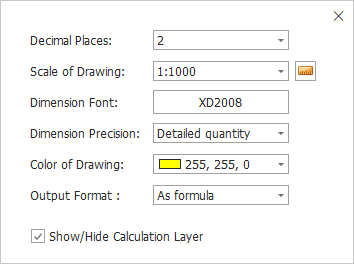 Decimal Places: 2
Scale of Drawing: 1:1000
Dimension Font: XD2008
Dimension Precision: Detailed quantity
Color of Drawing: 255, 255, 0
Output Format : As formula
Show/Hide Calculation Layer